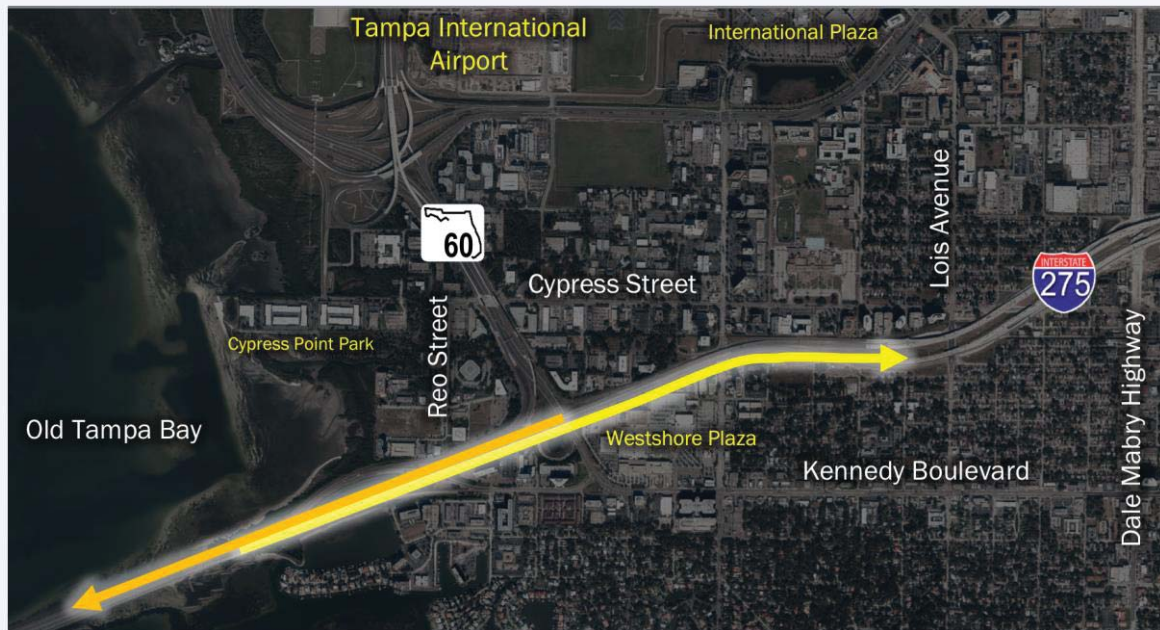 Tampa International
Airport
International Plaza
60
Cypress Street
Lois Avenue
INTERSTATE
275
Cypress Point Park
Reo Street
Dale Mabry Highway
Old Tampa Bay
Westshore Plaza
Kennedy Boulevard